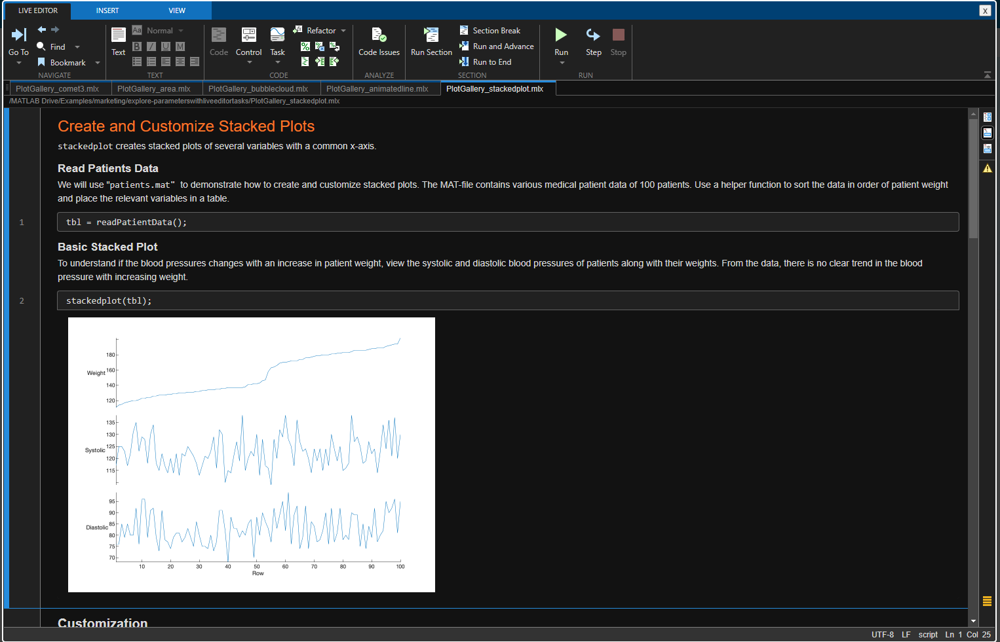 LIVE EDITOR INSERT VIEW X
Go To
Find
Bookmark
NAVIGATE
Text
Aa Normal
B I U M
TEXT
Code
Control
Task
Refactor
CODE
Code Issues
ANALYZE
Run Section
Section Break
Run and Advance
Run to End
SECTION
Run
Step
Stop
RUN
PlotGallery_comet3.mlx PlotGallery_area.mlx PlotGallery_bubblecloud.mlx PlotGallery_animatedline.mlx PlotGallery_stackedplot.mlx
/MATLAB Drive/Examples/marketing/explore-parameterswithliveeditortasks/PlotGallery_stackedplot.mlx
Create and Customize Stacked Plots
stackedplot creates stacked plots of several variables with a common x-axis.
Read Patients Data
We will use "patients.mat" to demonstrate how to create and customize stacked plots. The MAT-file contains various medical patient data of 100 patients. Use a helper function to sort the data in order of patient weight
and place the relevant variables in a table.
1 tbl = readPatientData();
Basic Stacked Plot
To understand if the blood pressures changes with an increase in patient weight, view the systolic and diastolic blood pressures of patients along with their weights. From the data, there is no clear trend in the blood
pressure with increasing weight.
2 stackedplot(tbl);
180
Weight 160
140
120
135
130
Systolic 125
120
115
95
90
Diastolic 85
80
75
70
10 20 30 40 50 60 70 80 90 100
Row
Customization
UTF-8 LF script Ln 1 Col 25